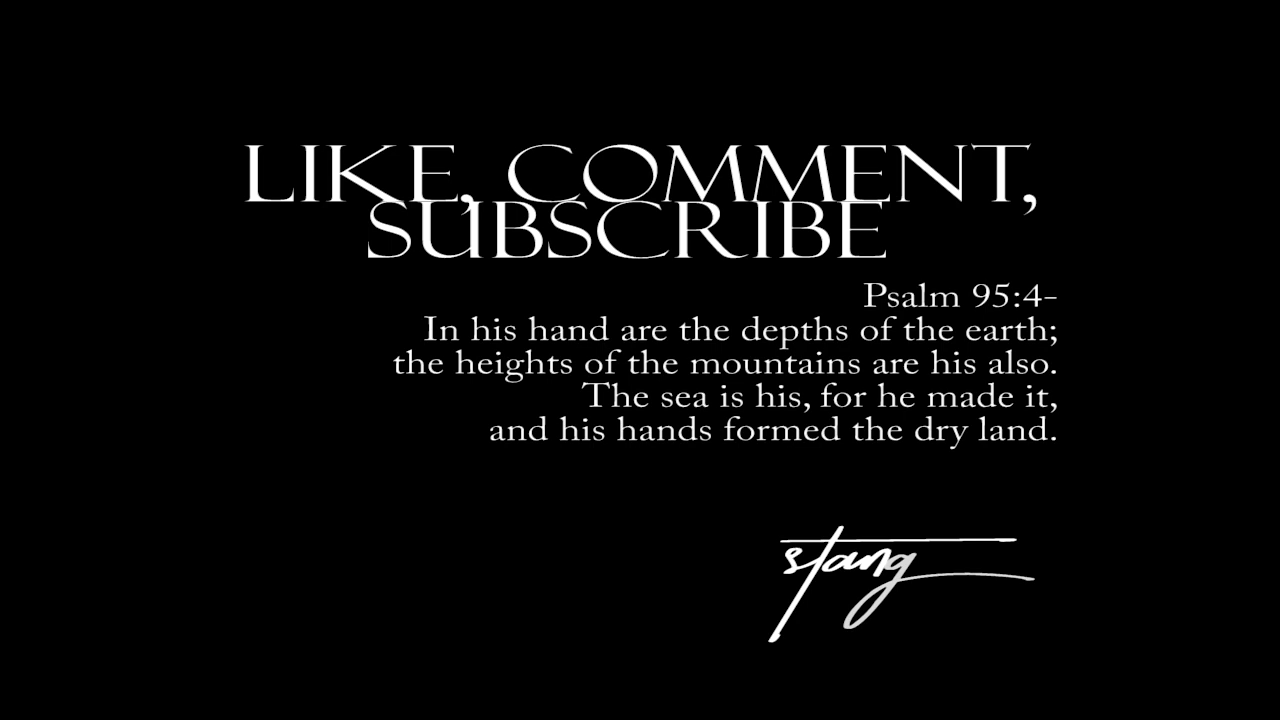 LIKE, COMMENT,
SUBSCRIBE
Psalm 95:4-
In his hand are the depths of the earth;
the heights of the mountains are his also.
The sea is his, for he made it,
and his hands formed the dry land.
stang